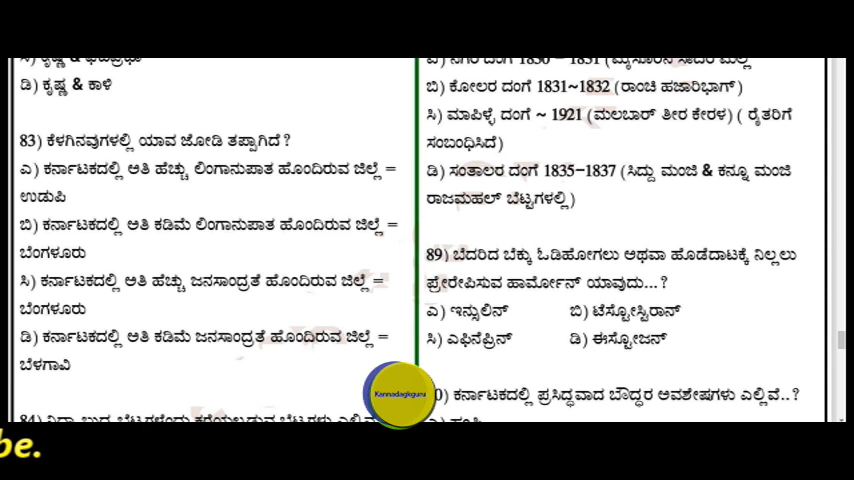 ಡಿ) ಕೃಷ್ಣ & ಕಾಳಿ
83) ಕೆಳಗಿನವುಗಳಲ್ಲಿ ಯಾವ ಜೋಡಿ ತಪ್ಪಾಗಿದೆ?
ಎ) ಕರ್ನಾಟಕದಲ್ಲಿ ಅತಿ ಹೆಚ್ಚು ಲಿಂಗಾನುಪಾತ ಹೊಂದಿರುವ ಜಿಲ್ಲೆ =
ಉಡುಪಿ
ಬಿ) ಕರ್ನಾಟಕದಲ್ಲಿ ಅತಿ ಕಡಿಮೆ ಲಿಂಗಾನುಪಾತ ಹೊಂದಿರುವ ಜಿಲ್ಲೆ =
ಬೆಂಗಳೂರು
ಸಿ) ಕರ್ನಾಟಕದಲ್ಲಿ ಅತಿ ಹೆಚ್ಚು ಜನಸಾಂದ್ರತೆ ಹೊಂದಿರುವ ಜಿಲ್ಲೆ =
ಬೆಂಗಳೂರು
ಡಿ) ಕರ್ನಾಟಕದಲ್ಲಿ ಅತಿ ಕಡಿಮೆ ಜನಸಾಂದ್ರತೆ ಹೊಂದಿರುವ ಜಿಲ್ಲೆ =
ಬೆಳಗಾವಿ
ಬಿ) ಕೋಲರ ದಂಗೆ 1831~1832 (ರಾಂಚಿ ಹಜಾರಿಭಾಗ್)
ಸಿ) ಮಾಪಿಳ್ಳೆ ದಂಗೆ ~ 1921 (ಮಲಬಾರ್ ತೀರ ಕೇರಳ) ( ರೈತರಿಗೆ
ಸಂಬಂಧಿಸಿದೆ)
ಡಿ) ಸಂತಾಲರ ದಂಗೆ 1835-1837 (ಸಿದ್ದು ಮಂಜಿ & ಕನ್ನೂ ಮಂಜಿ
ರಾಜಮಹಲ್ ಬೆಟ್ಟಗಳಲ್ಲಿ)
89) ಬೆದರಿದ ಬೆಕ್ಕು ಓಡಿಹೋಗಲು ಅಥವಾ ಹೊಡೆದಾಟಕ್ಕೆ ನಿಲ್ಲಲು
ಪ್ರೇರೇಪಿಸುವ ಹಾರ್ಮೋನ್ ಯಾವುದು...?
ಎ) ಇನ್ಸುಲಿನ್ ಬಿ) ಟೆಸ್ಟೋಸ್ಟಿರಾನ್
ಸಿ) ಎಫಿನೆಫ್ರಿನ್ ಡಿ) ಈಸ್ಟ್ರೋಜನ್
0) ಕರ್ನಾಟಕದಲ್ಲಿ ಪ್ರಸಿದ್ಧವಾದ ಬೌದ್ಧರ ಅವಶೇಷಗಳು ಎಲ್ಲಿವೆ..?
Kannadagkguru
be.